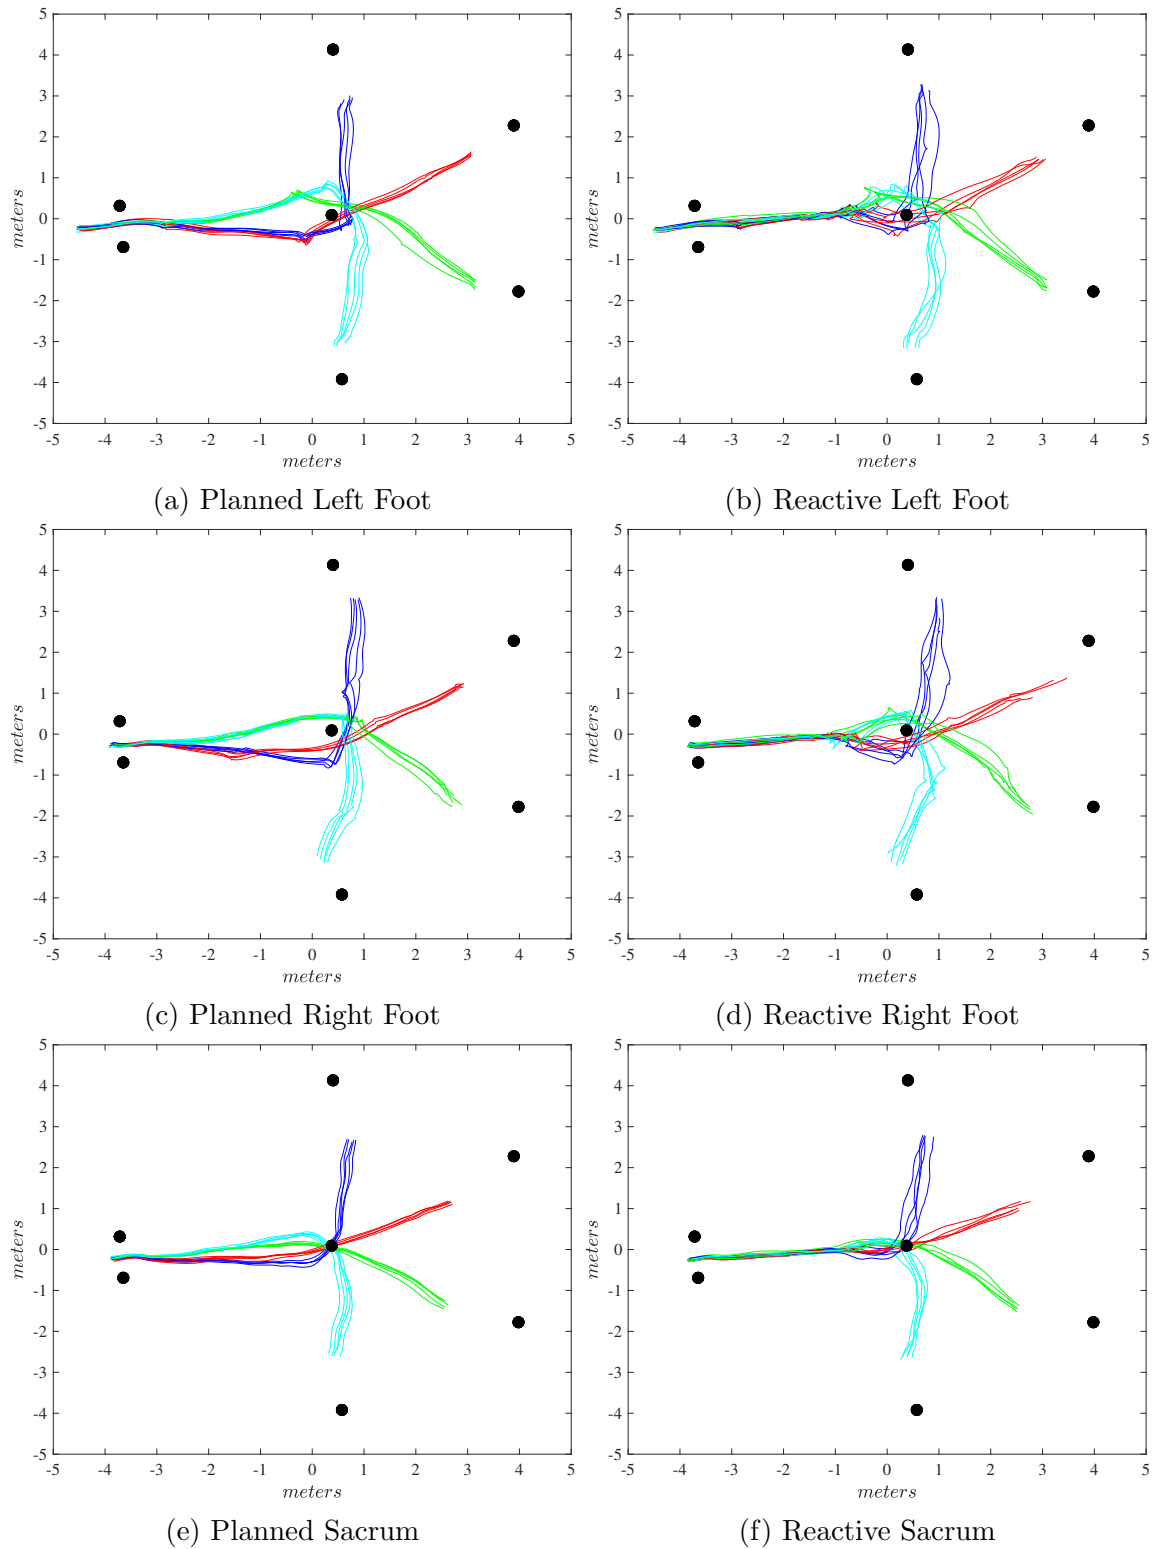 5
4
3
2
1
0
-1
-2
-3
-4
-5
meters
-5 -4 -3 -2 -1 0 1 2 3 4 5
meters
(a) Planned Left Foot
5
4
3
2
1
0
-1
-2
-3
-4
-5
meters
-5 -4 -3 -2 -1 0 1 2 3 4 5
meters
(b) Reactive Left Foot
5
4
3
2
1
0
-1
-2
-3
-4
-5
meters
-5 -4 -3 -2 -1 0 1 2 3 4 5
meters
(c) Planned Right Foot
5
4
3
2
1
0
-1
-2
-3
-4
-5
meters
-5 -4 -3 -2 -1 0 1 2 3 4 5
meters
(d) Reactive Right Foot
5
4
3
2
1
0
-1
-2
-3
-4
-5
meters
-5 -4 -3 -2 -1 0 1 2 3 4 5
meters
(e) Planned Sacrum
5
4
3
2
1
0
-1
-2
-3
-4
-5
meters
-5 -4 -3 -2 -1 0 1 2 3 4 5
meters
(f) Reactive Sacrum